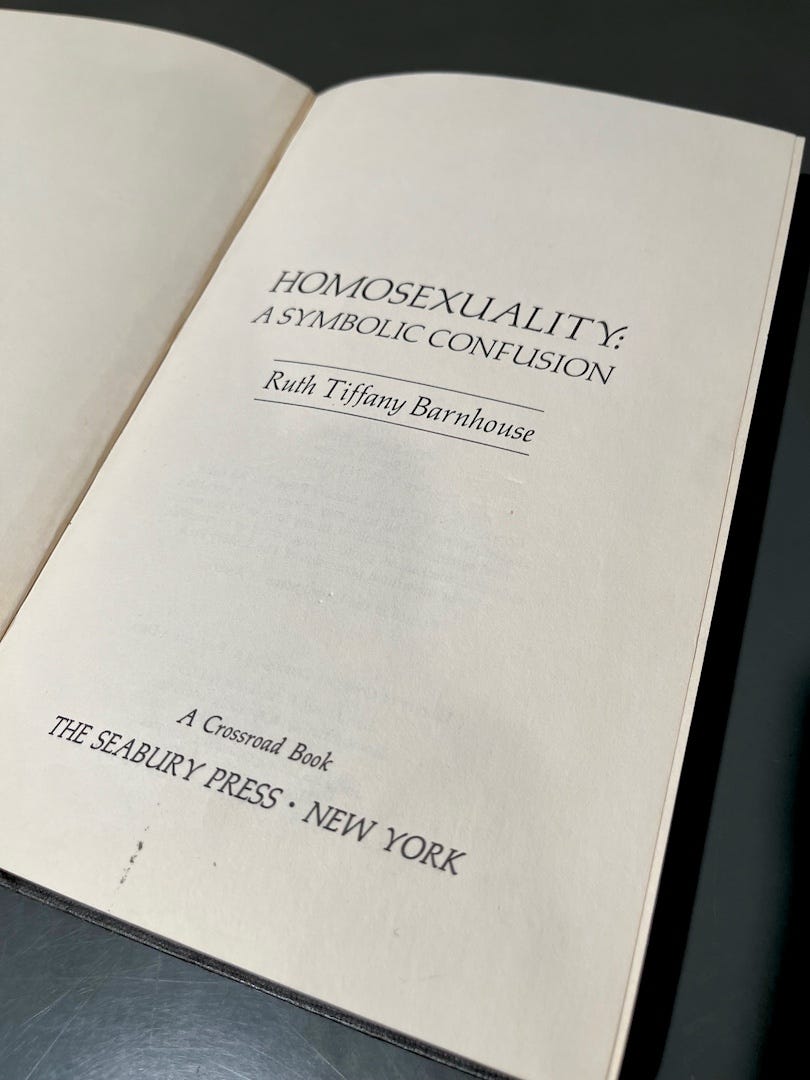 HOMOSEXUALITY:
A SYMBOLIC CONFUSION
Ruth Tiffany Barnhouse
A Crossroad Book
THE SEABURY PRESS • NEW YORK